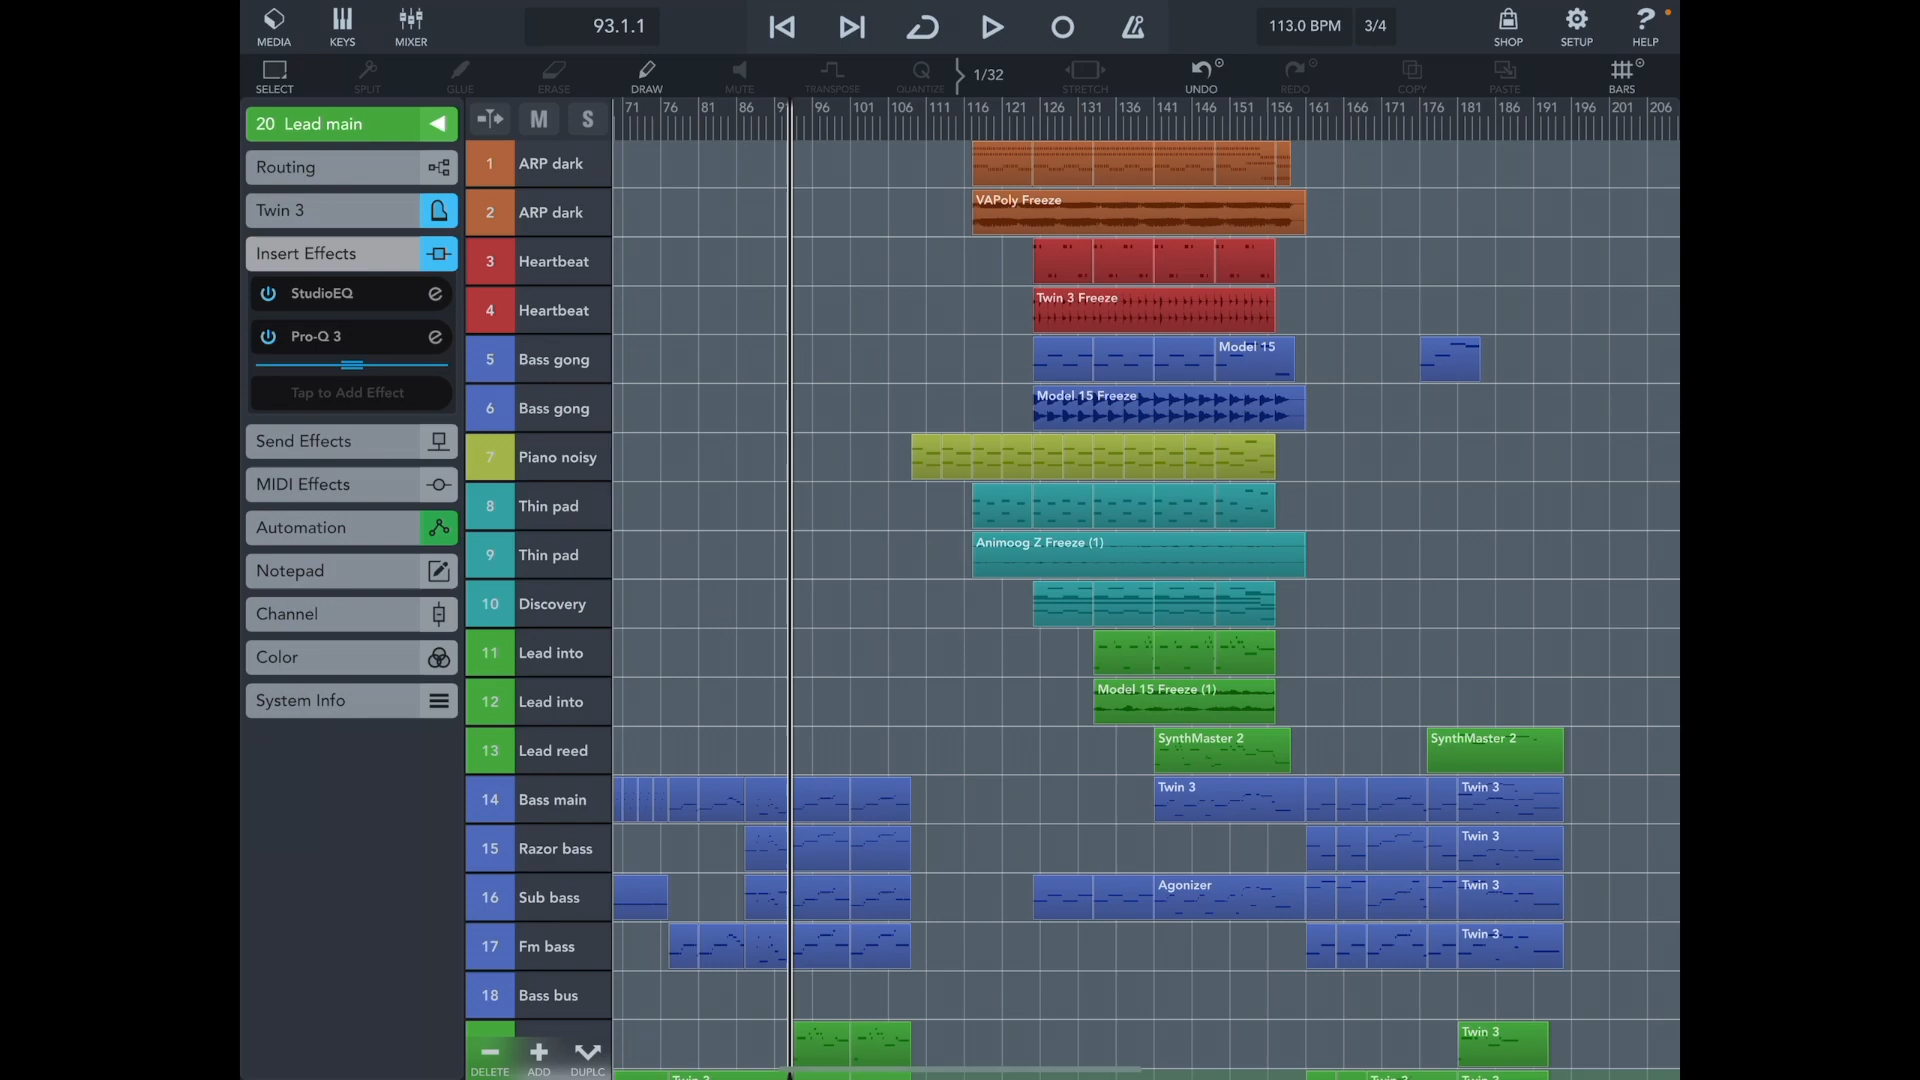 MEDIA KEYS MIXER 93.1.1 113.0 BPM 3/4 SHOP SETUP HELP
SELECT SPLIT GLUE ERASE DRAW MUTE TRANSPOSE QUANTIZE 1/32 STRETCH UNDO REDO COPY PASTE BARS
71 76 81 86 96 101 106 111 116 121 126 131 136 141 146 151 156 161 166 171 176 181 186 191 196 201 206
20 Lead main M S
Routing
Twin 3
Insert Effects
StudioEQ
Pro-Q 3
Tap to Add Effect
Send Effects
MIDI Effects
Automation
Notepad
Channel
Color
System Info
1 ARP dark
2 ARP dark VAPoly Freeze
3 Heartbeat
4 Heartbeat Twin 3 Freeze
5 Bass gong Model 15
6 Bass gong Model 15 Freeze
7 Piano noisy
8 Thin pad
9 Thin pad Animoog Z Freeze (1)
10 Discovery
11 Lead into
12 Lead into Model 15 Freeze (1)
13 Lead reed SynthMaster 2 SynthMaster 2
14 Bass main Twin 3 Twin 3
15 Razor bass Twin 3
16 Sub bass Agonizer Twin 3
17 Fm bass Twin 3
18 Bass bus
Twin 3
DELETE ADD DUPLC
Twin 3 Twin 3 Twin 3